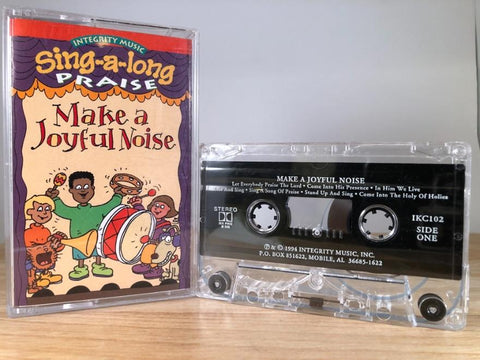 INTEGRITY MUSIC
Sing-a-long
PRAISE
Make a
Joyful Noise
MAKE A JOYFUL NOISE
Let Everybody Praise The Lord • Come Into His Presence • In Him We Live
And Sing • Sing A Song Of Praise • Stand Up And Sing • Come Into The Holy Of Holies
STEREO
IKC102
SIDE
ONE
℗ & © 1994 INTEGRITY MUSIC, INC.
P.O. BOX 851622, MOBILE, AL 36685-1622